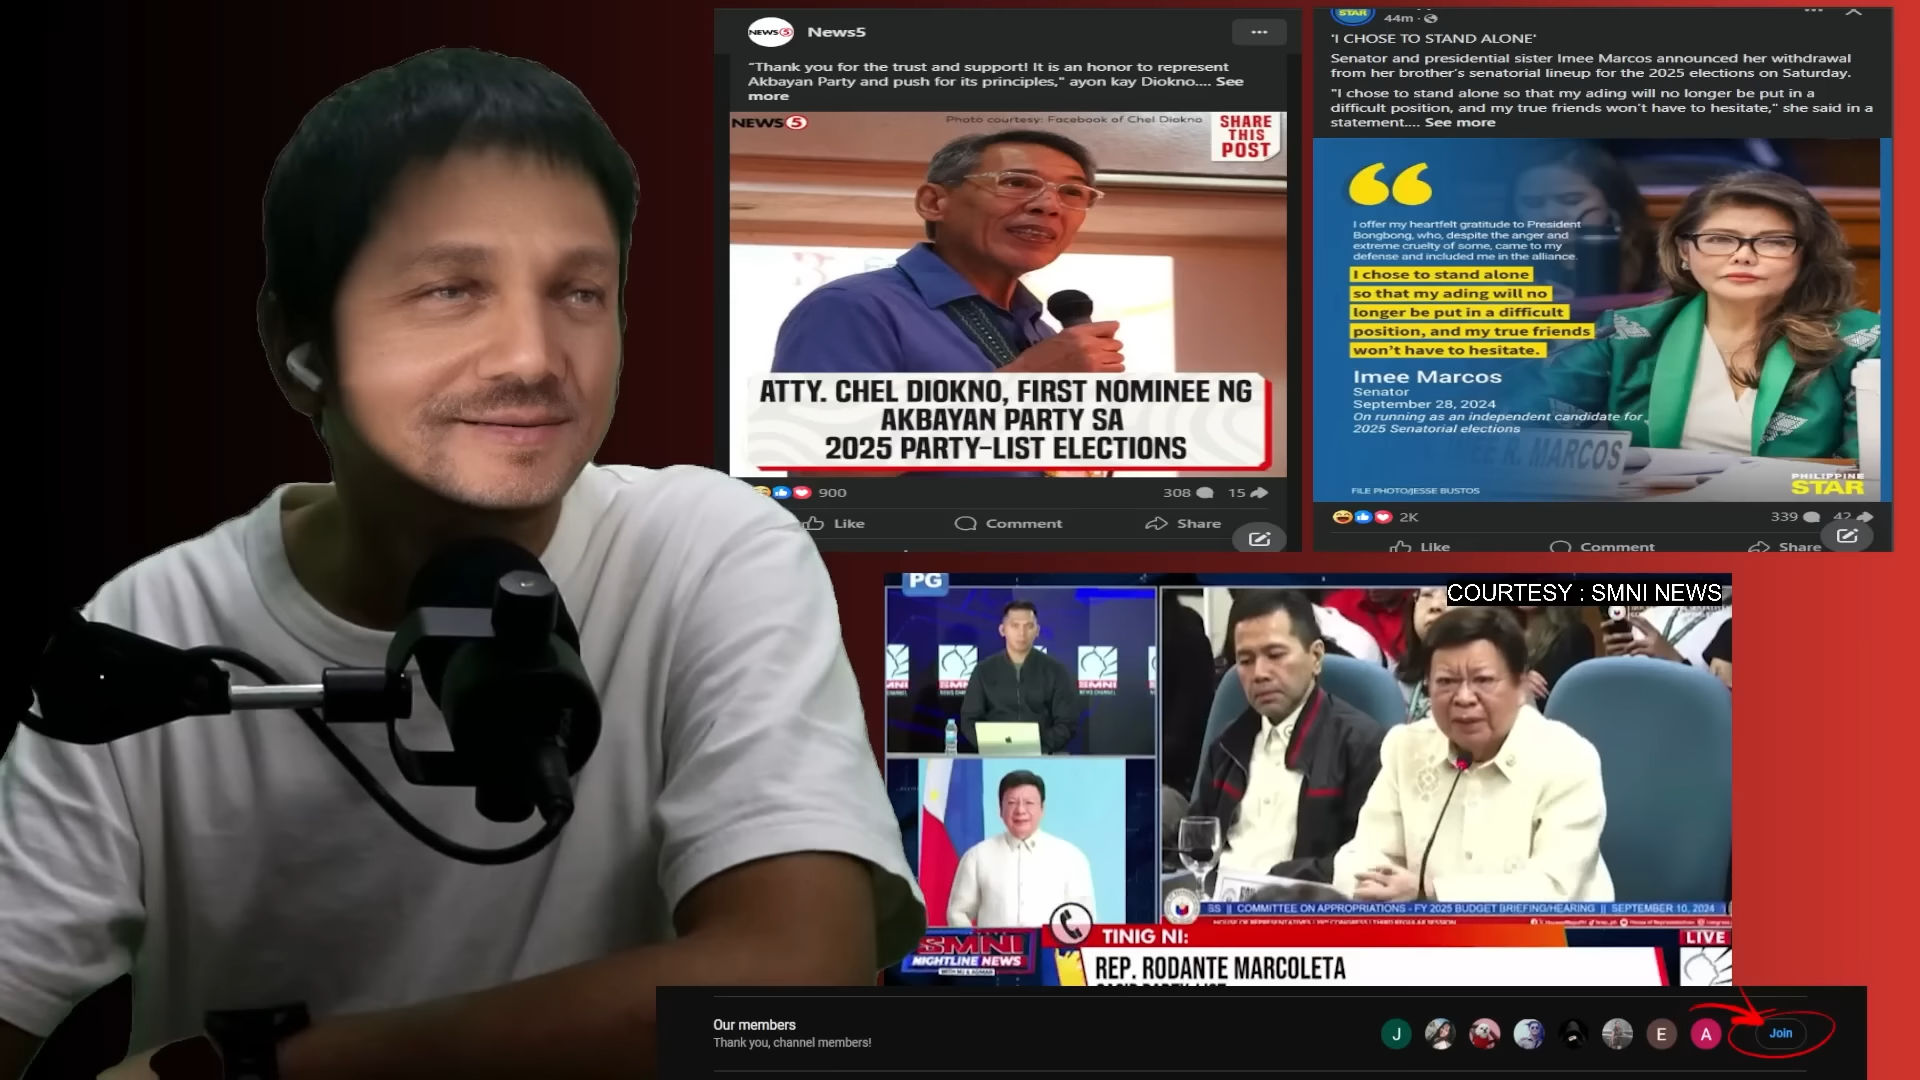 NEWS5
News5
"Thank you for the trust and support! It is an honor to represent
Akbayan Party and push for its principles," ayon kay Diokno.... See
more
NEWS5
Photo courtesy: Facebook of Chel Diokno
SHARE
THIS
POST
ATTY. CHEL DIOKNO, FIRST NOMINEE NG
AKBAYAN PARTY SA
2025 PARTY-LIST ELECTIONS
900
308
15
Like
Comment
Share
STAR
44m
'I CHOSE TO STAND ALONE'
Senator and presidential sister Imee Marcos announced her withdrawal
from her brother's senatorial lineup for the 2025 elections on Saturday.
"I chose to stand alone so that my ading will no longer be put in a
difficult position, and my true friends won't have to hesitate," she said in a
statement.... See more
I offer my heartfelt gratitude to President
Bongbong, who, despite the anger and
extreme cruelty of some, came to my
defense and included me in the alliance.
I chose to stand alone
so that my ading will no
longer be put in a difficult
position, and my true friends
won't have to hesitate.
Imee Marcos
Senator
September 28, 2024
On running as an independent candidate for
2025 Senatorial elections
R. MARCOS
FILE PHOTO/JESSE BUSTOS
PHILIPPINE
STAR
2K
339
42
Like
Comment
Share
PG
COURTESY : SMNI NEWS
SMNI
SMNI
COMMITTEE ON APPROPRIATIONS - FY 2025 BUDGET BRIEFING/HEARING || SEPTEMBER 10, 2024
SMNI
NIGHTLINE NEWS
TINIG NI:
LIVE
REP. RODANTE MARCOLETA
Our members
Thank you, channel members!
J
E
A
Join